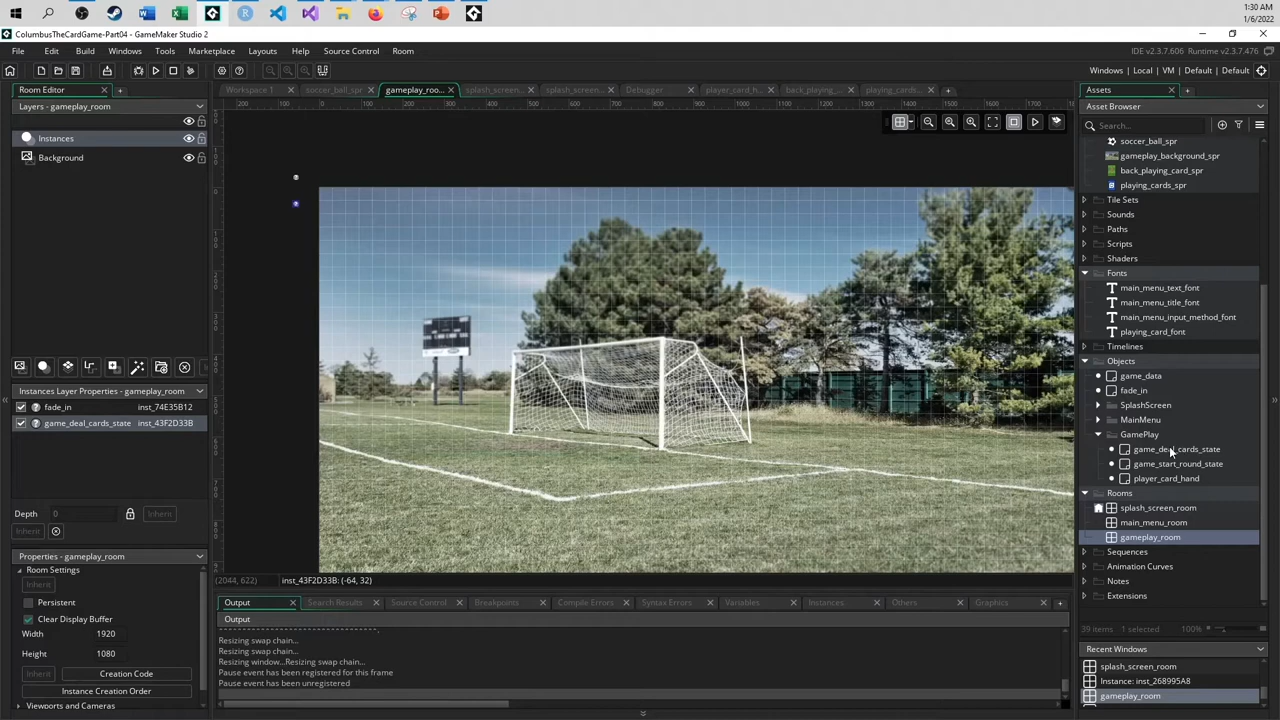 1:30 AM
1/6/2022
ColumbusTheCardGame-Part04 - GameMaker Studio 2
File Edit Build Windows Tools Marketplace Layouts Help Source Control Room
IDE v2.3.7.606 Runtime v2.3.7.476
Windows | Local | VM | Default | Default
Room Editor
Workspace 1 soccer_ball_spr gameplay_roo... splash_screen... splash_screen... Debugger player_card_h... back_playing_... playing_cards...
Assets
Layers - gameplay_room
Asset Browser
Search...
Instances
Background
soccer_ball_spr
gameplay_background_spr
back_playing_card_spr
playing_cards_spr
Tile Sets
Sounds
Paths
Scripts
Shaders
Fonts
main_menu_text_font
main_menu_title_font
main_menu_input_method_font
playing_card_font
Timelines
Objects
game_data
fade_in
SplashScreen
MainMenu
GamePlay
game_deal_cards_state
game_start_round_state
player_card_hand
Rooms
splash_screen_room
main_menu_room
gameplay_room
Sequences
Animation Curves
Notes
Extensions
39 items 1 selected 100%
Recent Windows
splash_screen_room
Instance: inst_268995A8
gameplay_room
Instances Layer Properties - gameplay_room
fade_in inst_74E35B12
game_deal_cards_state inst_43F2D33B
Depth 0 Inherit
Inherit
Properties - gameplay_room
Room Settings
Inherit
Persistent
Clear Display Buffer
Width 1920
Height 1080
Inherit Creation Code
Instance Creation Order
Viewports and Cameras
(2044, 622) inst_43F2D33B: (-64, 32)
Output Search Results Source Control Breakpoints Compile Errors Syntax Errors Variables Instances Others Graphics
Output
Resizing swap chain...
Resizing swap chain...
Resizing window...Resizing swap chain...
Pause event has been registered for this frame
Pause event has been unregistered